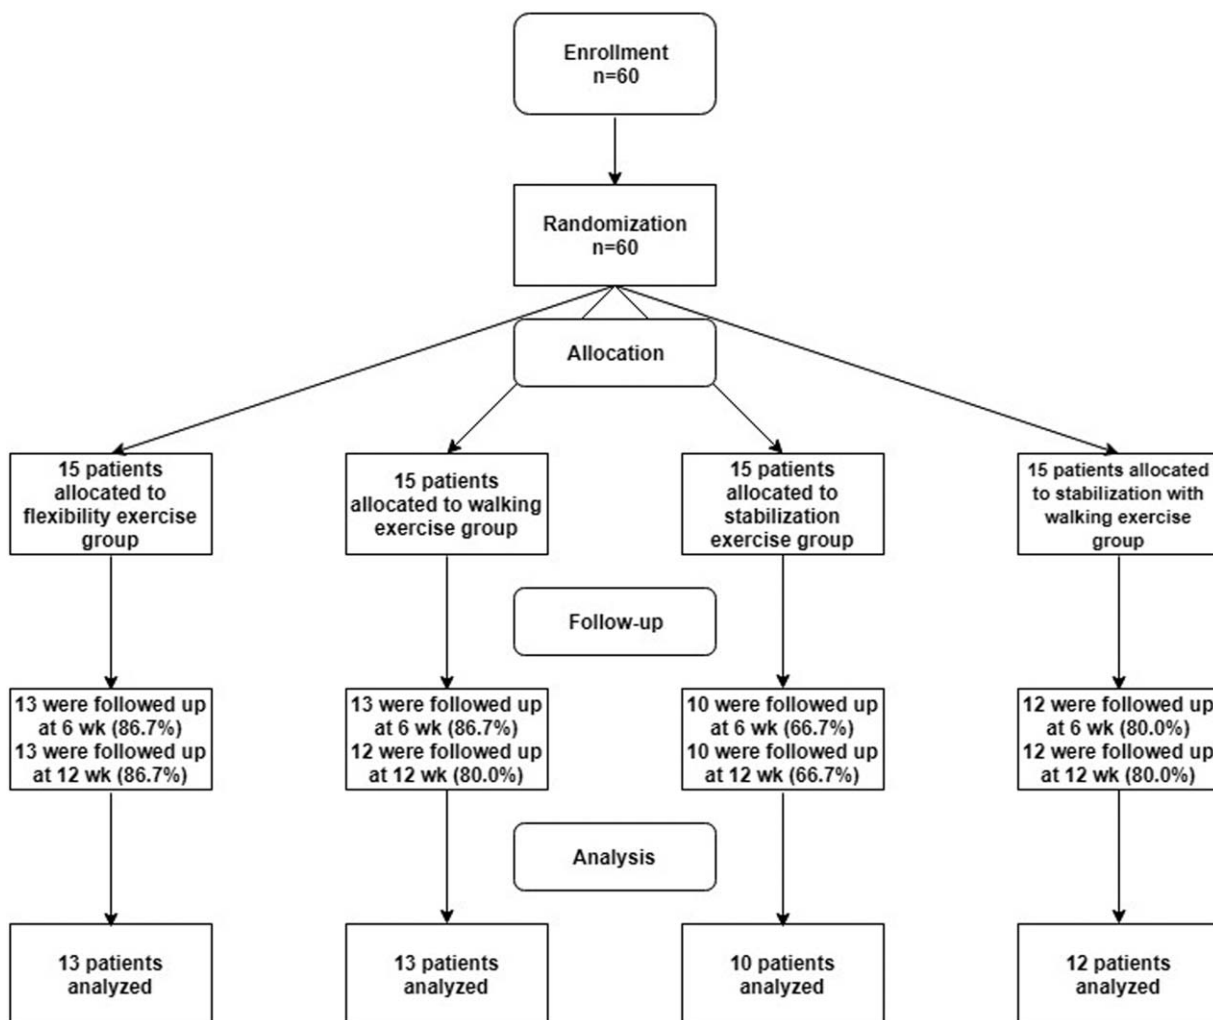 Enrollment
n=60
Randomization
n=60
Allocation
15 patients
allocated to
flexibility exercise
group
15 patients
allocated to walking
exercise group
15 patients
allocated to
stabilization
exercise group
15 patients allocated
to stabilization with
walking exercise
group
Follow-up
13 were followed up
at 6 wk (86.7%)
13 were followed up
at 12 wk (86.7%)
13 were followed up
at 6 wk (86.7%)
12 were followed up
at 12 wk (80.0%)
10 were followed up
at 6 wk (66.7%)
10 were followed up
at 12 wk (66.7%)
12 were followed up
at 6 wk (80.0%)
12 were followed up
at 12 wk (80.0%)
Analysis
13 patients
analyzed
13 patients
analyzed
10 patients
analyzed
12 patients
analyzed